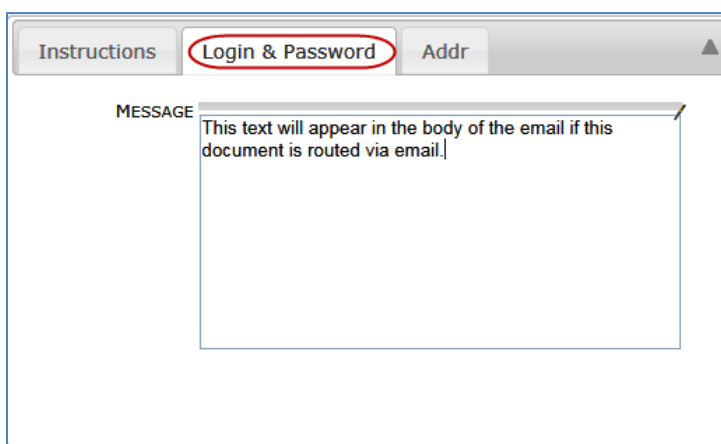 Instructions Login & Password Addr
MESSAGE
This text will appear in the body of the email if this
document is routed via email.